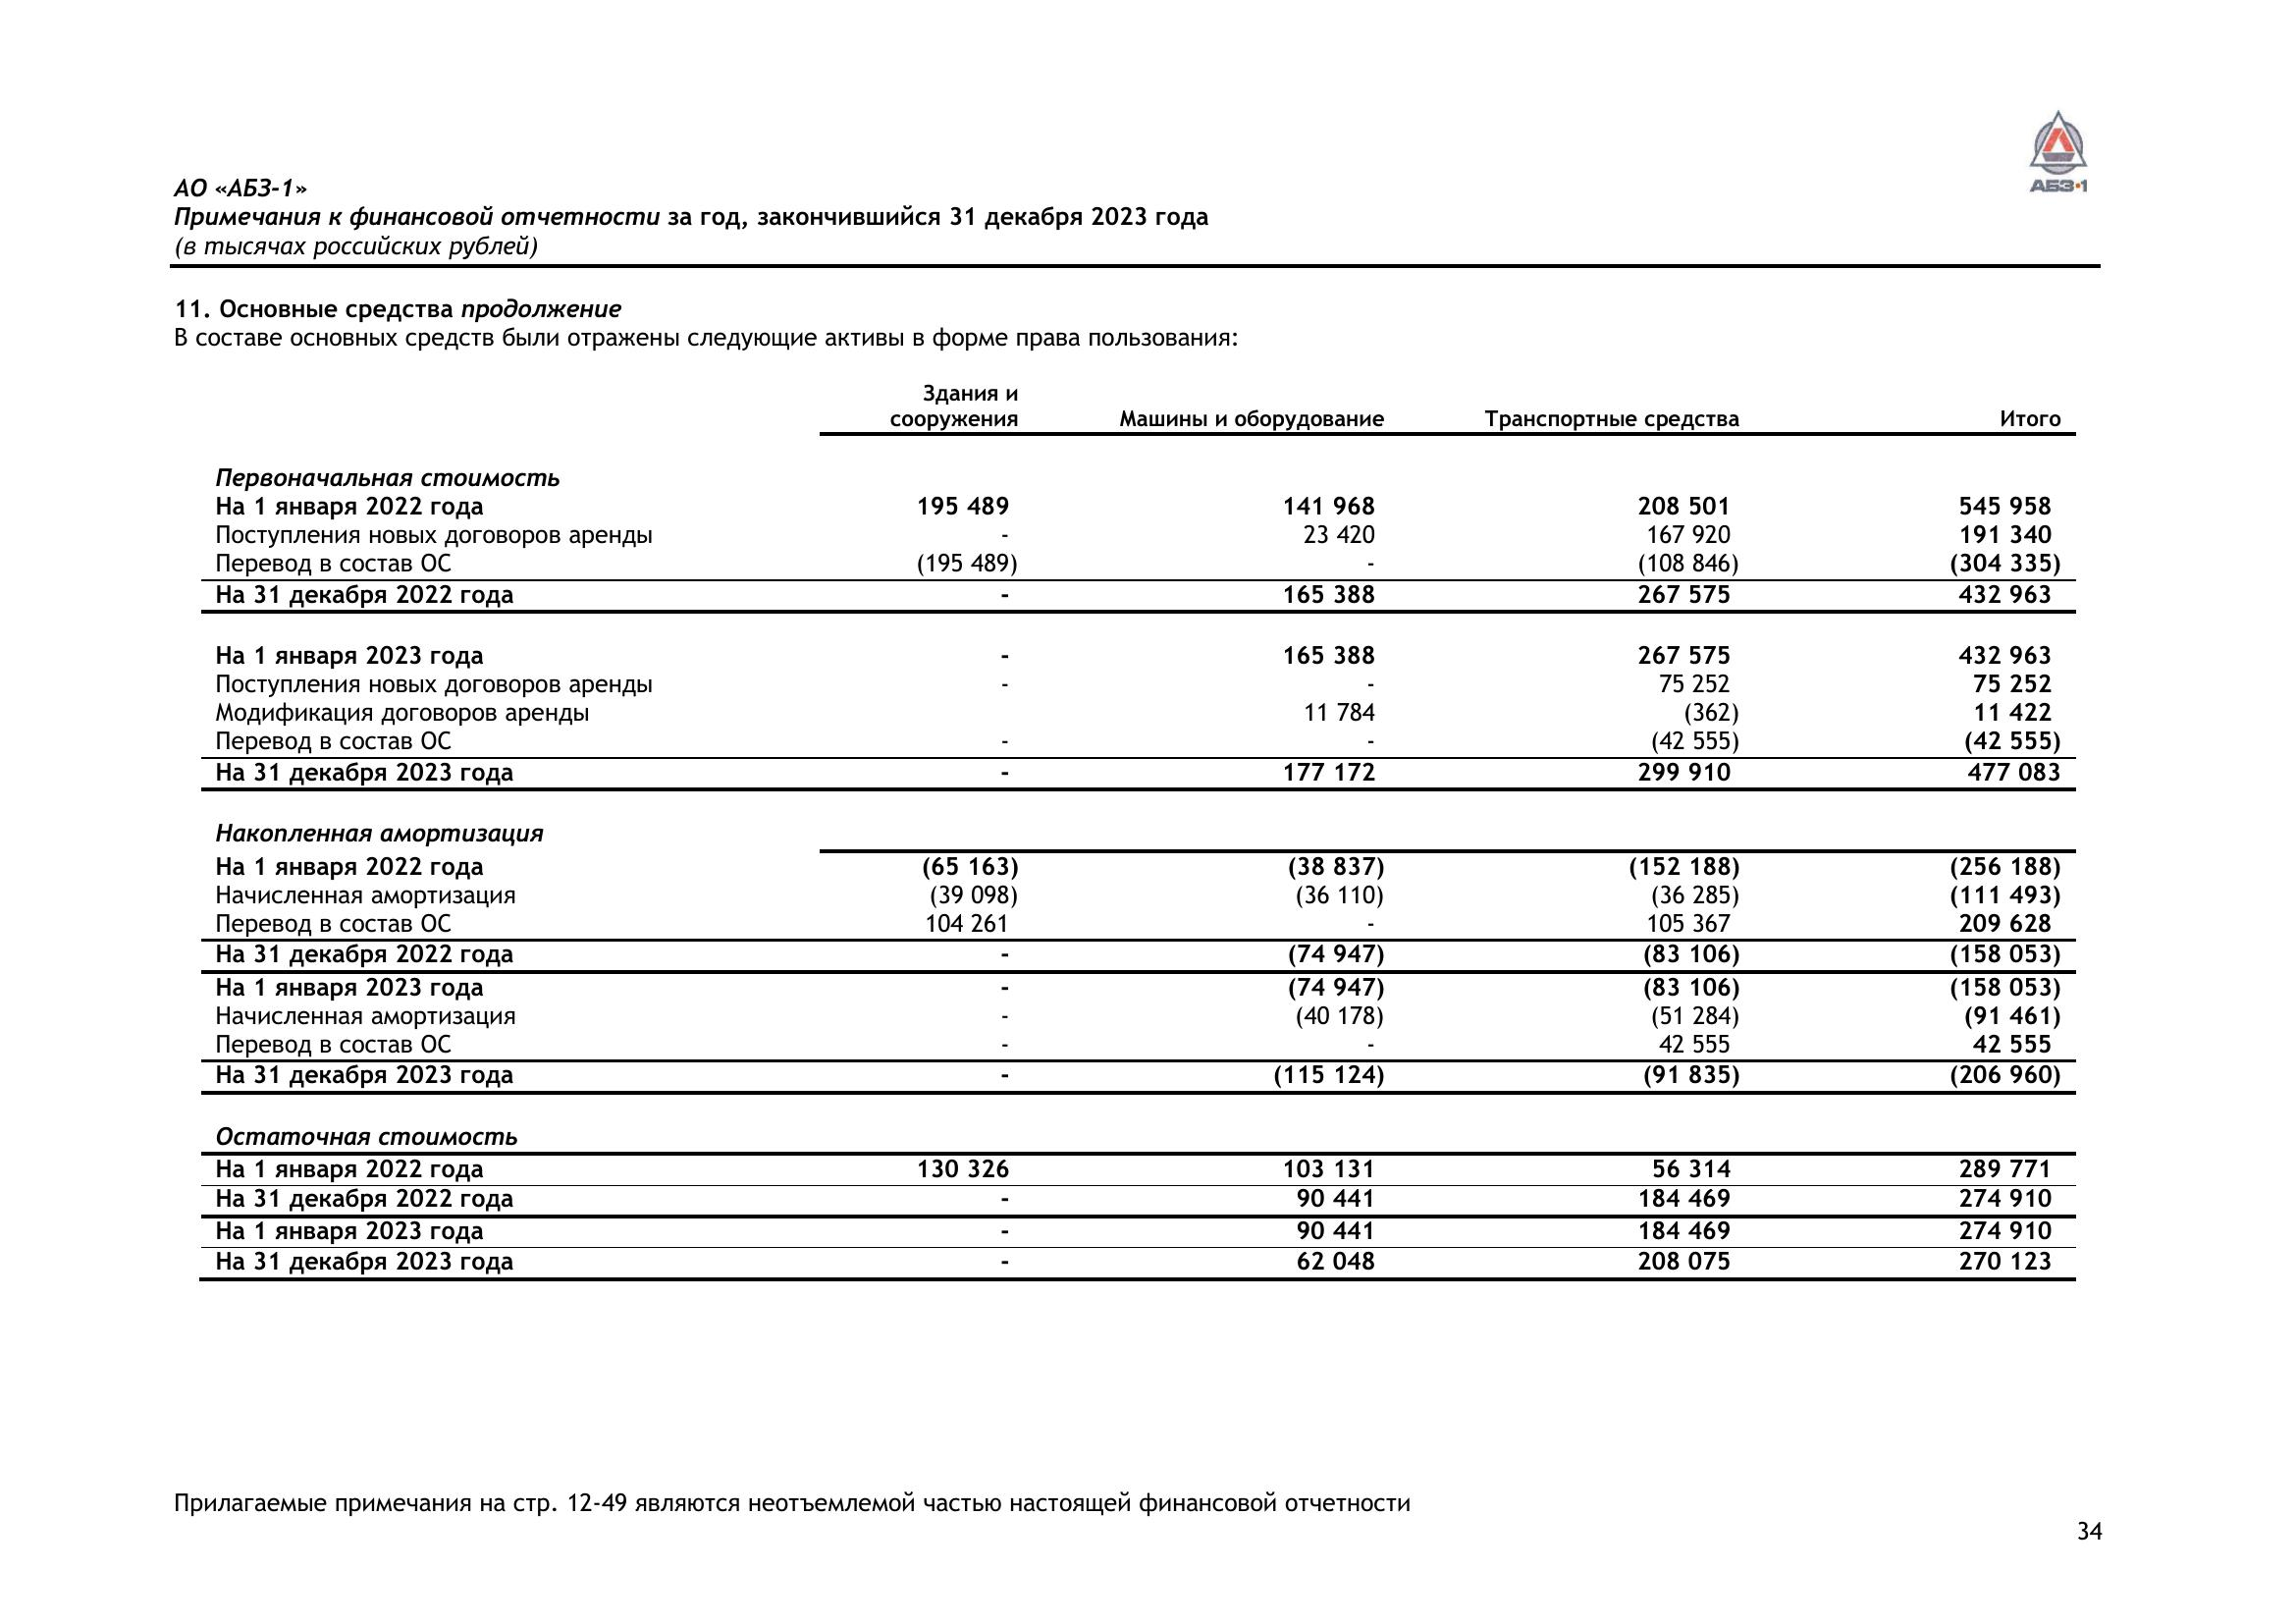 АБЗ•1
АО «АБЗ-1»
Примечания к финансовой отчетности за год, закончившийся 31 декабря 2023 года
(в тысячах российских рублей)
11. Основные средства продолжение
В составе основных средств были отражены следующие активы в форме права пользования:
Здания и
сооружения Машины и оборудование Транспортные средства Итого
Первоначальная стоимость
На 1 января 2022 года 195 489 141 968 208 501 545 958
Поступления новых договоров аренды - 23 420 167 920 191 340
Перевод в состав ОС (195 489) - (108 846) (304 335)
На 31 декабря 2022 года - 165 388 267 575 432 963
На 1 января 2023 года - 165 388 267 575 432 963
Поступления новых договоров аренды - - 75 252 75 252
Модификация договоров аренды 11 784 (362) 11 422
Перевод в состав ОС - - (42 555) (42 555)
На 31 декабря 2023 года - 177 172 299 910 477 083
Накопленная амортизация
На 1 января 2022 года (65 163) (38 837) (152 188) (256 188)
Начисленная амортизация (39 098) (36 110) (36 285) (111 493)
Перевод в состав ОС 104 261 - 105 367 209 628
На 31 декабря 2022 года - (74 947) (83 106) (158 053)
На 1 января 2023 года - (74 947) (83 106) (158 053)
Начисленная амортизация - (40 178) (51 284) (91 461)
Перевод в состав ОС - - 42 555 42 555
На 31 декабря 2023 года - (115 124) (91 835) (206 960)
Остаточная стоимость
На 1 января 2022 года 130 326 103 131 56 314 289 771
На 31 декабря 2022 года - 90 441 184 469 274 910
На 1 января 2023 года - 90 441 184 469 274 910
На 31 декабря 2023 года - 62 048 208 075 270 123
Прилагаемые примечания на стр. 12-49 являются неотъемлемой частью настоящей финансовой отчетности
34